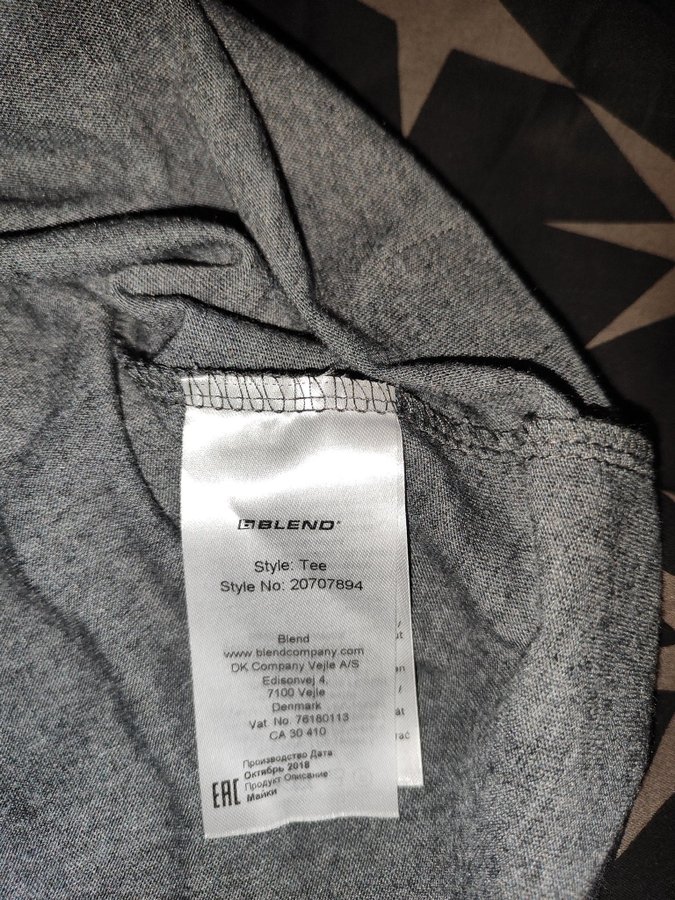 BLEND
Style: Tee
Style No: 20707894
Blend
www.blendcompany.com
DK Company Vejle A/S
Edisonvej 4,
7100 Vejle
Denmark
Vat. No. 76180113
CA 30 410
Производство Дата
Октябрь 2018
Продукт Описание
Майки
EAC